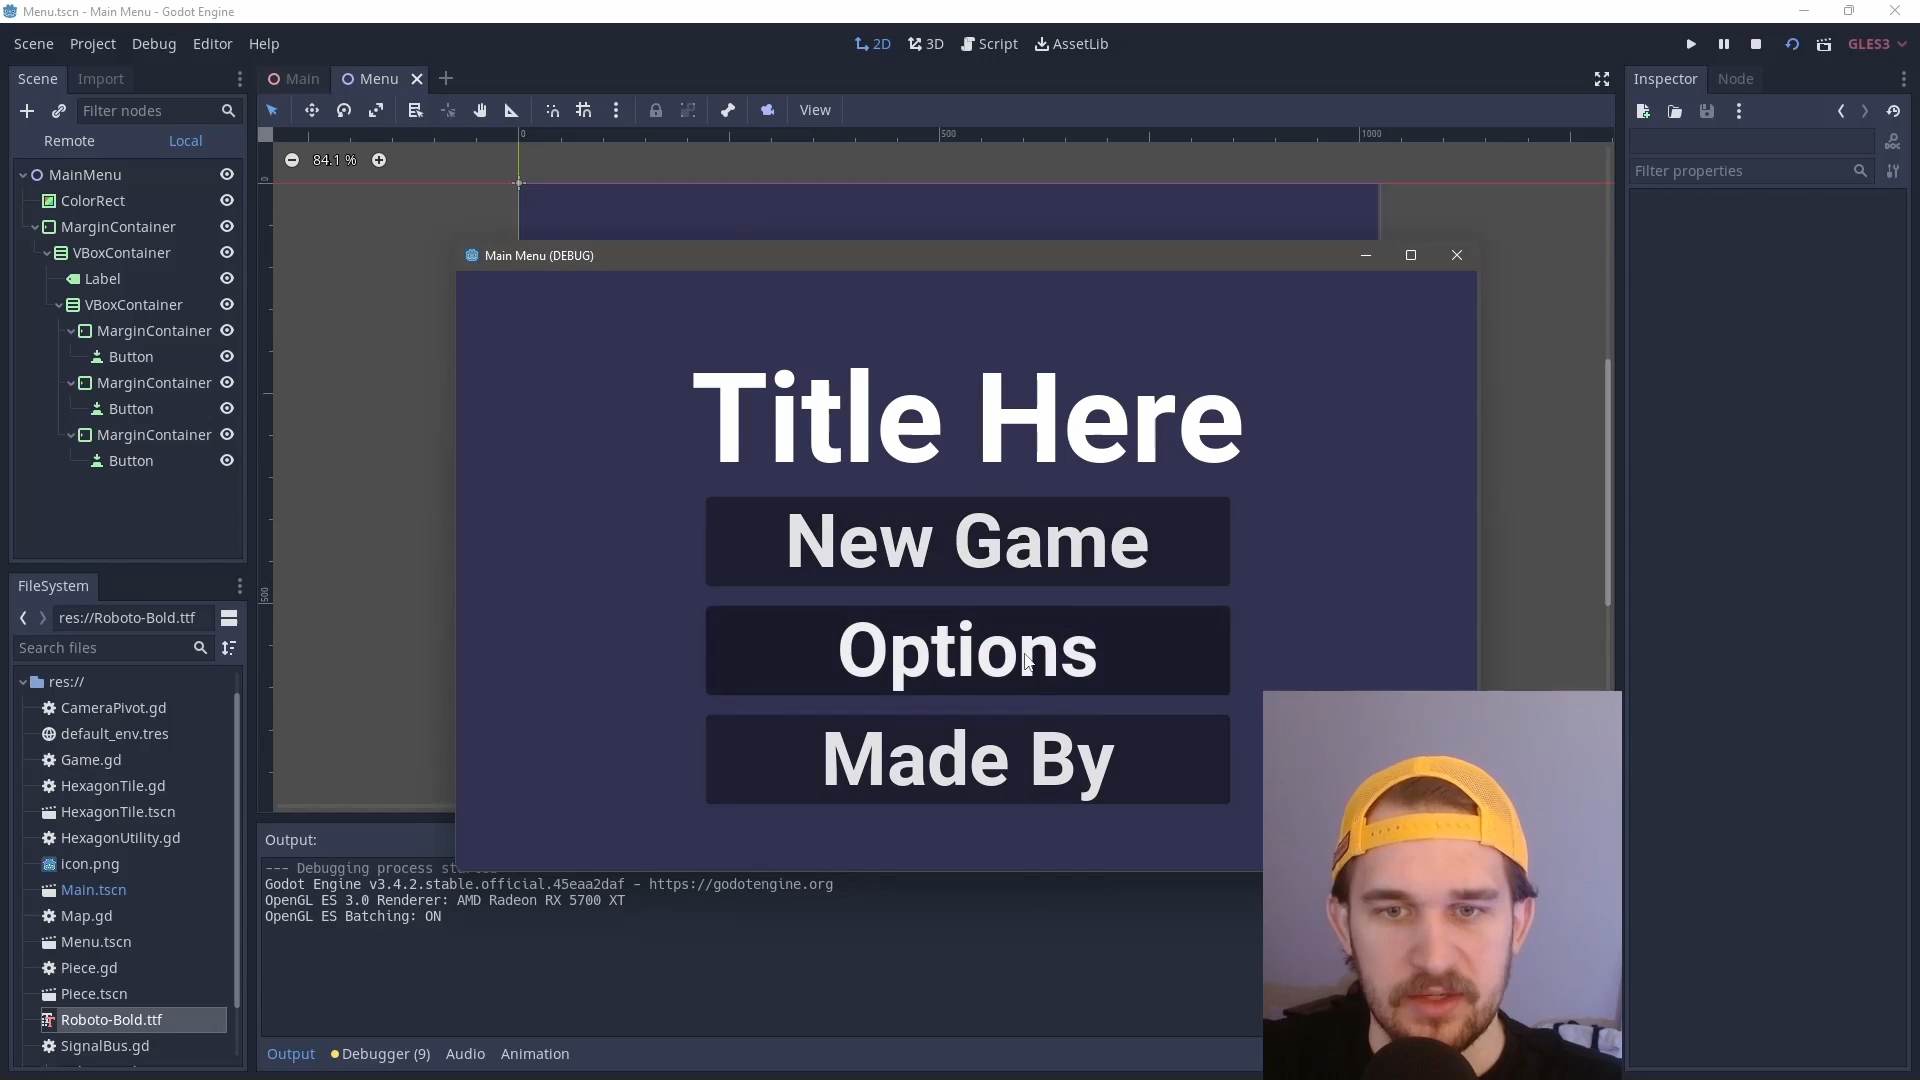 Menu.tscn - Main Menu - Godot Engine
Scene Project Debug Editor Help
2D 3D Script AssetLib
GLES3
Scene Import
Main Menu
Inspector Node
Filter nodes
View
Remote Local
0 500 1000
84.1 %
Filter properties
DOC
0
500
MainMenu
ColorRect
MarginContainer
VBoxContainer
Label
VBoxContainer
MarginContainer
Button
MarginContainer
Button
MarginContainer
Button
Main Menu (DEBUG)
Title Here
New Game
Options
Made By
FileSystem
res://Roboto-Bold.ttf
Search files
res://
CameraPivot.gd
default_env.tres
Game.gd
HexagonTile.gd
HexagonTile.tscn
HexagonUtility.gd
icon.png
Main.tscn
Map.gd
Menu.tscn
Piece.gd
Piece.tscn
Roboto-Bold.ttf
SignalBus.gd
Output:
--- Debugging process
Godot Engine v3.4.2.stable.official.45eaa2daf - https://godotengine.org
OpenGL ES 3.0 Renderer: AMD Radeon RX 5700 XT
OpenGL ES Batching: ON
Output Debugger (9) Audio Animation